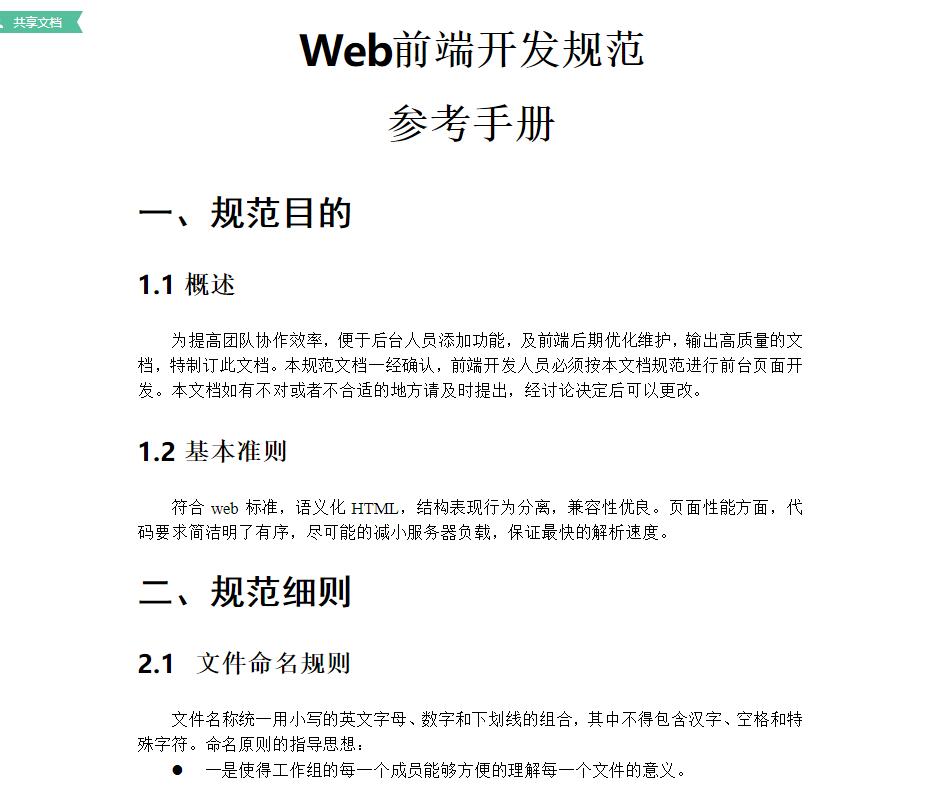 共享文档
Web前端开发规范
参考手册
一、规范目的
1.1 概述
为提高团队协作效率，便于后台人员添加功能，及前端后期优化维护，输出高质量的文
档，特制订此文档。本规范文档一经确认，前端开发人员必须按本文档规范进行前台页面开
发。本文档如有不对或者不合适的地方请及时提出，经讨论决定后可以更改。
1.2 基本准则
符合 web 标准，语义化 HTML，结构表现行为分离，兼容性优良。页面性能方面，代
码要求简洁明了有序，尽可能的减小服务器负载，保证最快的解析速度。
二、规范细则
2.1 文件命名规则
文件名称统一用小写的英文字母、数字和下划线的组合，其中不得包含汉字、空格和特
殊字符。命名原则的指导思想：
● 一是使得工作组的每一个成员能够方便的理解每一个文件的意义。